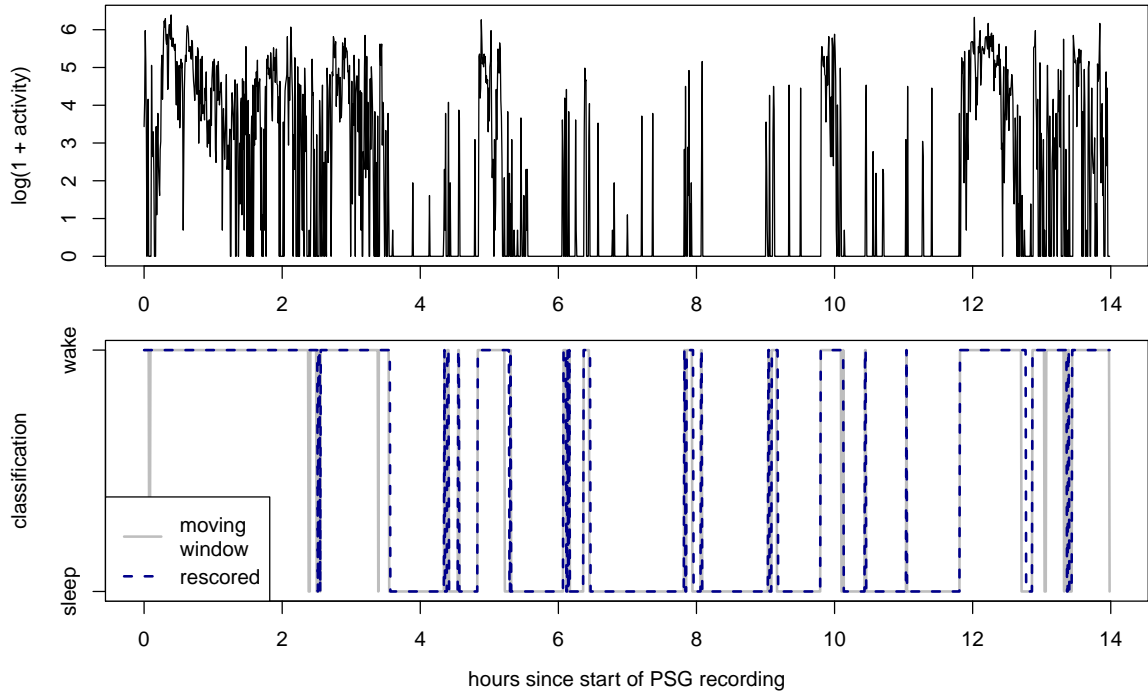 log(1 + activity)
6
5
4
3
2
1
0
0 2 4 6 8 10 12 14
classification
wake
sleep
moving
window
rescored
0 2 4 6 8 10 12 14
hours since start of PSG recording